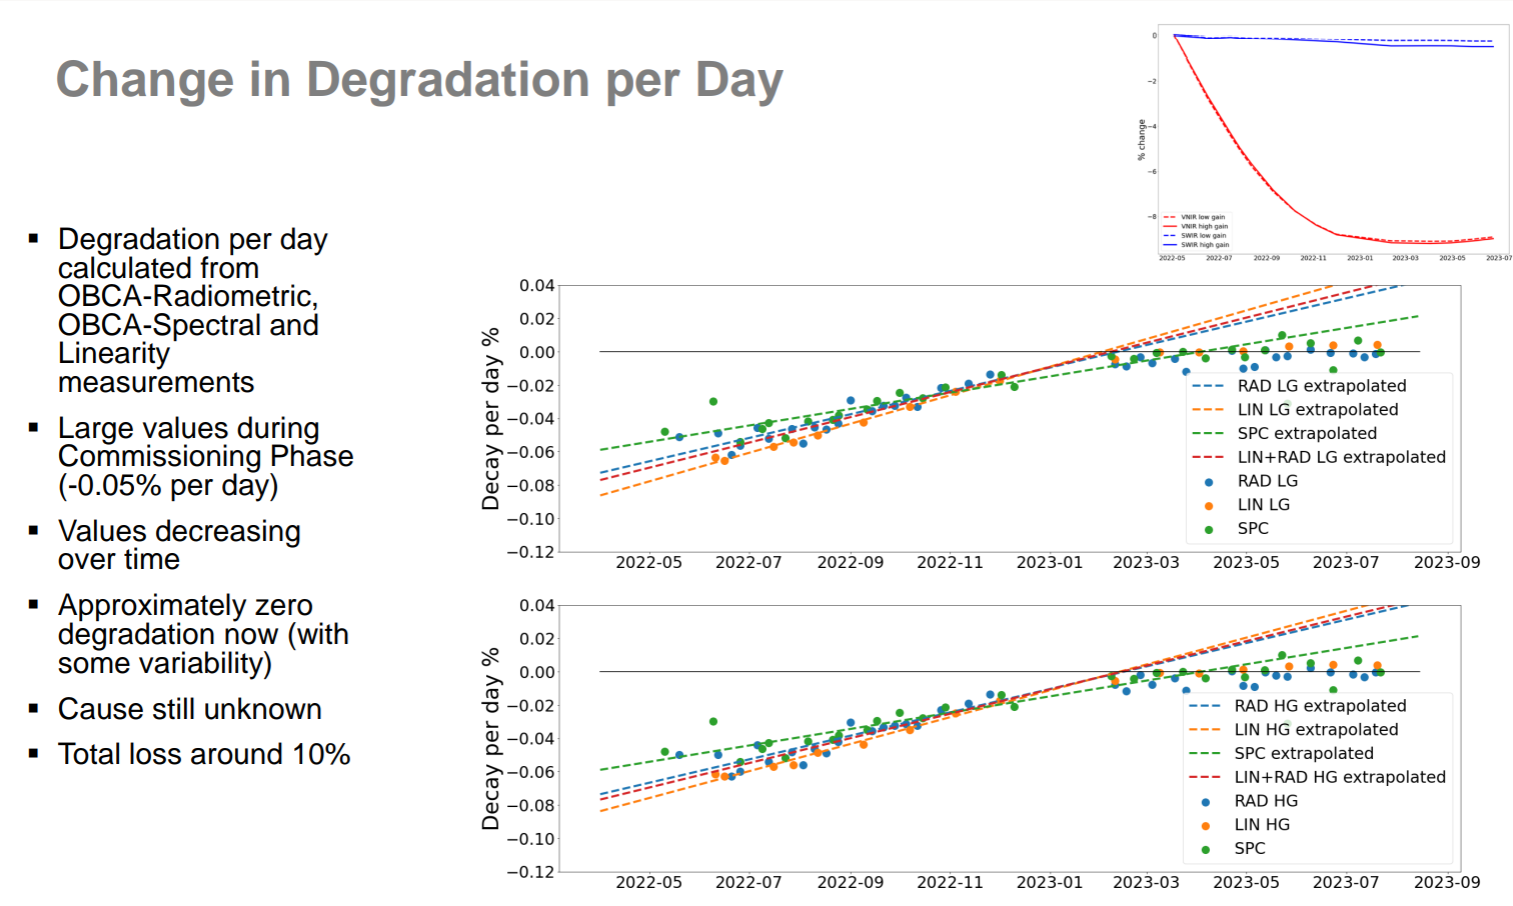 Change in Degradation per Day
0
−2
−4
−6
−8
% change
VNIR low gain
VNIR high gain
SWIR low gain
SWIR high gain
2022-05 2022-07 2022-09 2022-11 2023-01 2023-03 2023-05 2023-07
▪ Degradation per day
calculated from
OBCA-Radiometric,
OBCA-Spectral and
Linearity
measurements
▪ Large values during
Commissioning Phase
(-0.05% per day)
▪ Values decreasing
over time
▪ Approximately zero
degradation now (with
some variability)
▪ Cause still unknown
▪ Total loss around 10%
Decay per day %
0.04
0.02
0.00
−0.02
−0.04
−0.06
−0.08
−0.10
−0.12
RAD LG extrapolated
LIN LG extrapolated
SPC extrapolated
LIN+RAD LG extrapolated
RAD LG
LIN LG
SPC
2022-05 2022-07 2022-09 2022-11 2023-01 2023-03 2023-05 2023-07 2023-09
Decay per day %
0.04
0.02
0.00
−0.02
−0.04
−0.06
−0.08
−0.10
−0.12
RAD HG extrapolated
LIN HG extrapolated
SPC extrapolated
LIN+RAD HG extrapolated
RAD HG
LIN HG
SPC
2022-05 2022-07 2022-09 2022-11 2023-01 2023-03 2023-05 2023-07 2023-09